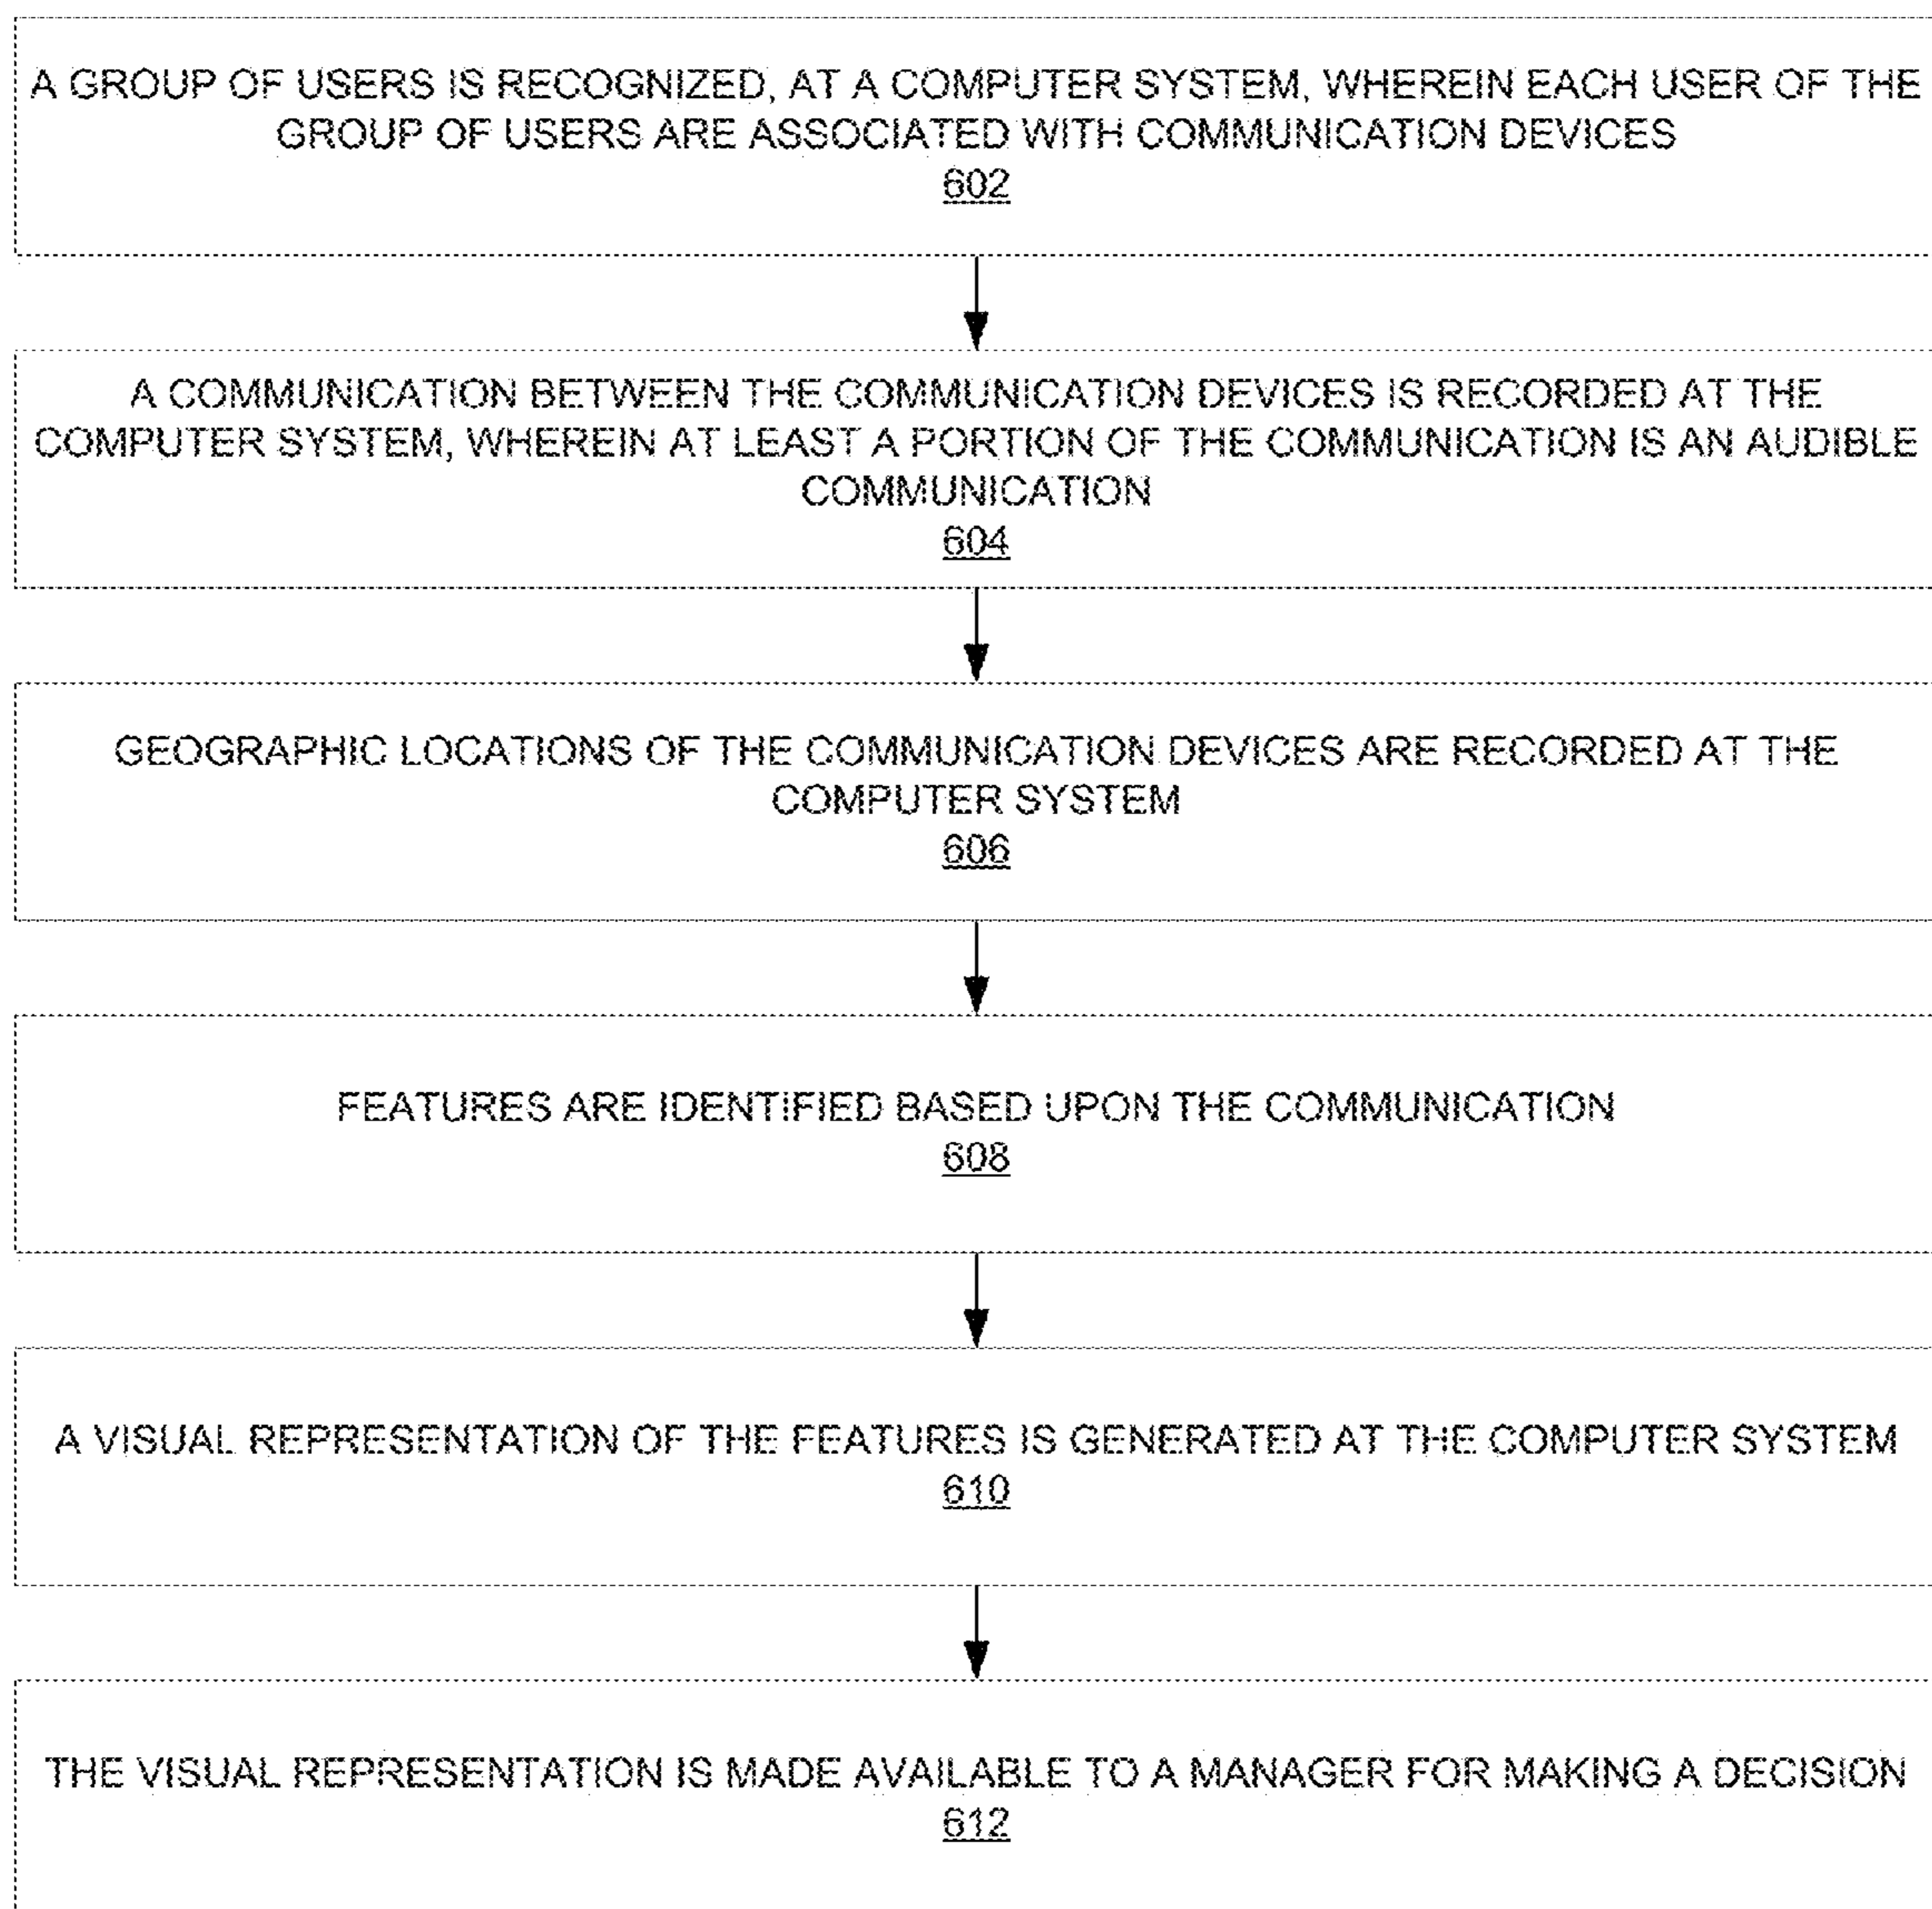 A GROUP OF USERS IS RECOGNIZED, AT A COMPUTER SYSTEM, WHEREIN EACH USER OF THE
GROUP OF USERS ARE ASSOCIATED WITH COMMUNICATION DEVICES
602
A COMMUNICATION BETWEEN THE COMMUNICATION DEVICES IS RECORDED AT THE
COMPUTER SYSTEM, WHEREIN AT LEAST A PORTION OF THE COMMUNICATION IS AN AUDIBLE
COMMUNICATION
604
GEOGRAPHIC LOCATIONS OF THE COMMUNICATION DEVICES ARE RECORDED AT THE
COMPUTER SYSTEM
606
FEATURES ARE IDENTIFIED BASED UPON THE COMMUNICATION
608
A VISUAL REPRESENTATION OF THE FEATURES IS GENERATED AT THE COMPUTER SYSTEM
610
THE VISUAL REPRESENTATION IS MADE AVAILABLE TO A MANAGER FOR MAKING A DECISION
612